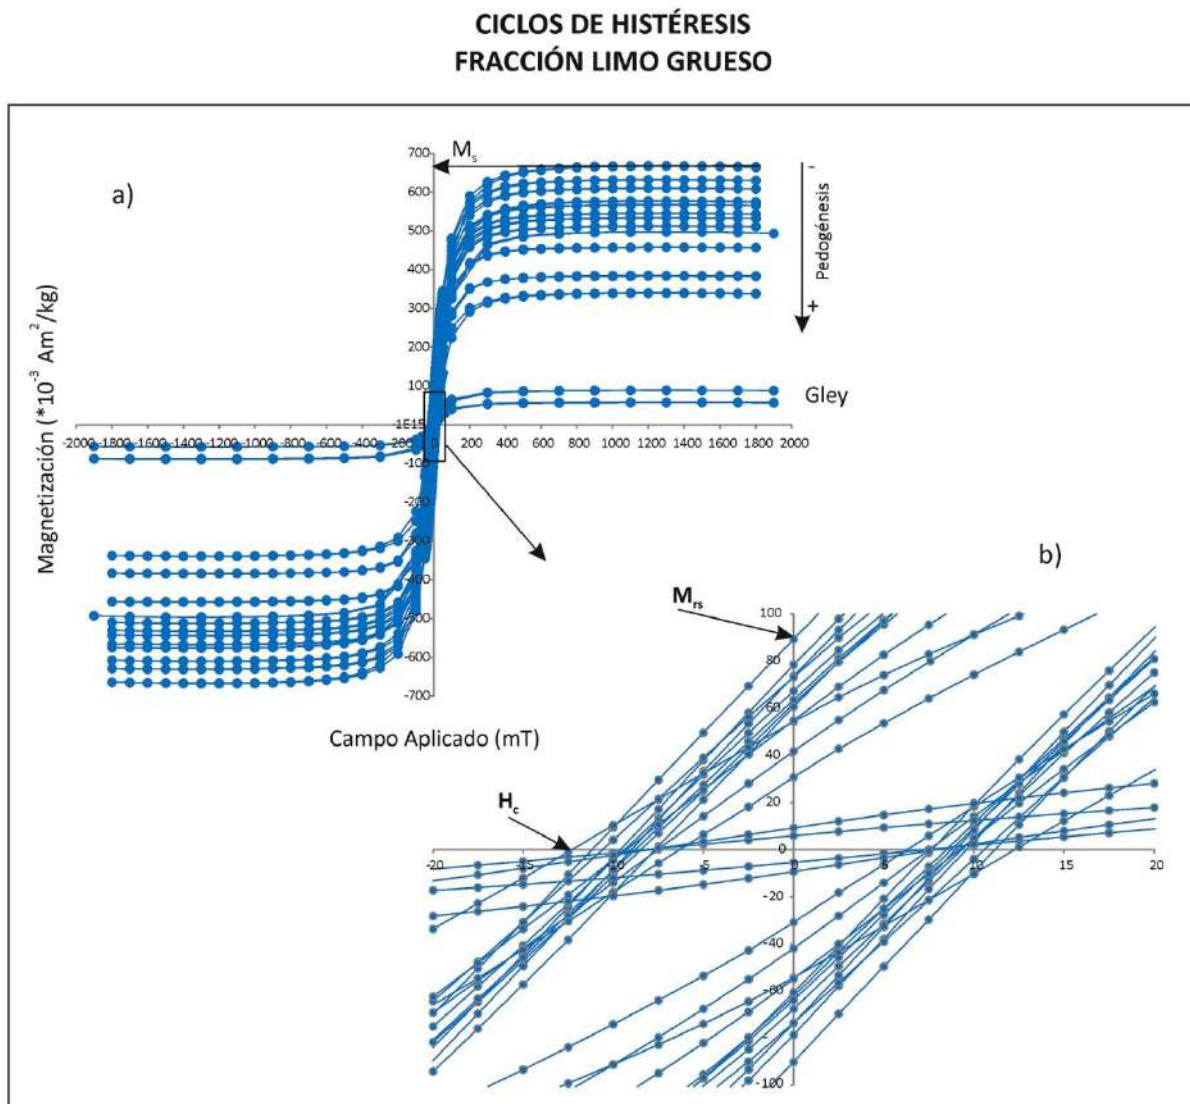 CICLOS DE HISTÉRESIS
FRACCIÓN LIMO GRUESO
a)
Magnetización (*10⁻³ Am²/kg)
700
600
500
400
300
200
100
1E-15
-100
-200
-300
-400
-500
-600
-700
-2000 -1800 -1600 -1400 -1200 -1000 -800 -600 -400 -200 0 200 400 600 800 1000 1200 1400 1600 1800 2000
Mₛ
-
Pedogénesis
+
Gley
Campo Aplicado (mT)
b)
Mᵣₛ
H꜀
100
80
60
40
20
0
-20
-40
-60
-100
-20 -15 -5 0 5 10 15 20